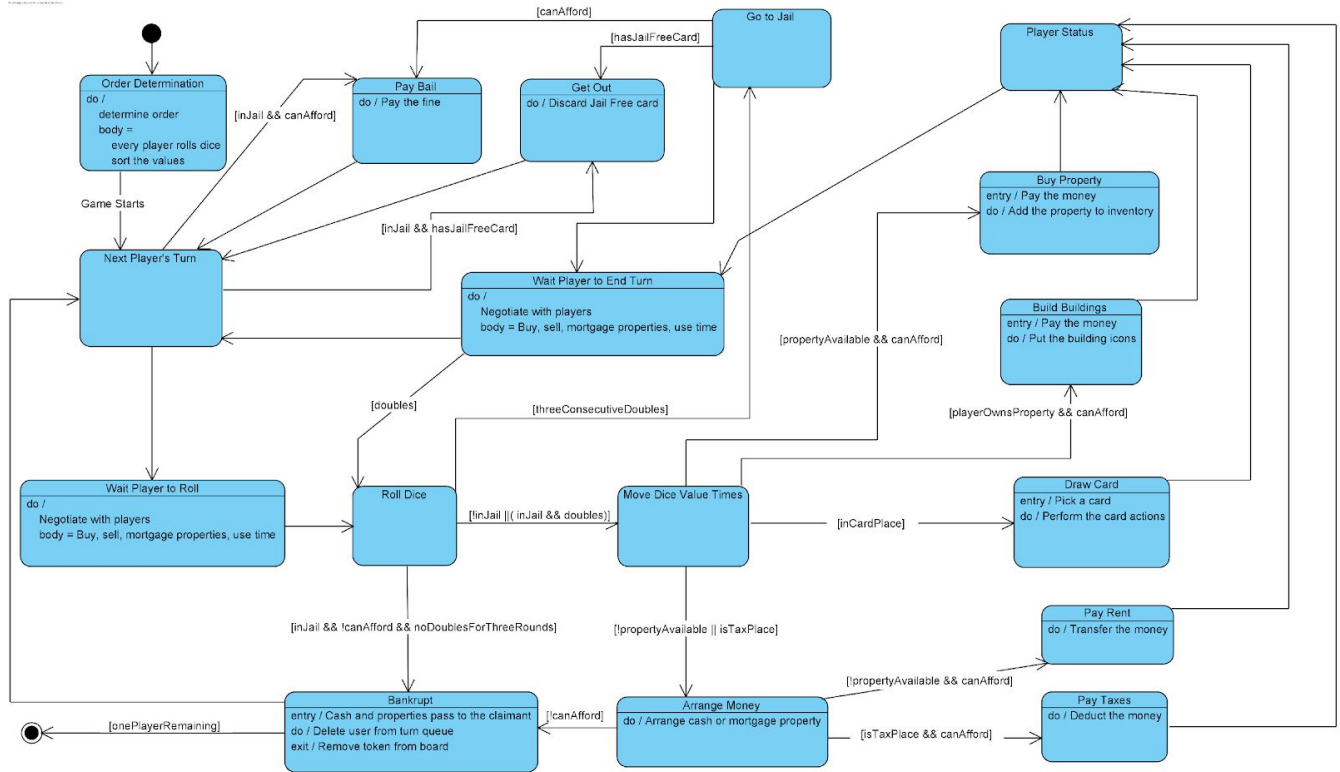 [canAfford]
Go to Jail
[hasJailFreeCard]
Player Status
Order Determination
do /
determine order
body =
every player rolls dice
sort the values
Pay Bail
do / Pay the fine
Get Out
do / Discard Jail Free card
[inJail && canAfford]
Buy Property
entry / Pay the money
do / Add the property to inventory
Game Starts
[inJail && hasJailFreeCard]
Next Player's Turn
Wait Player to End Turn
do /
Negotiate with players
body = Buy, sell, mortgage properties, use time
Build Buildings
entry / Pay the money
do / Put the building icons
[propertyAvailable && canAfford]
[doubles]
[threeConsecutiveDoubles]
[playerOwnsProperty && canAfford]
Wait Player to Roll
do /
Negotiate with players
body = Buy, sell, mortgage properties, use time
Roll Dice
[!inJail ||( inJail && doubles)]
Move Dice Value Times
[inCardPlace]
Draw Card
entry / Pick a card
do / Perform the card actions
[inJail && !canAfford && noDoublesForThreeRounds]
[!propertyAvailable || isTaxPlace]
Pay Rent
do / Transfer the money
[!propertyAvailable && canAfford]
Bankrupt
entry / Cash and properties pass to the claimant
do / Delete user from turn queue
exit / Remove token from board
[onePlayerRemaining]
[!canAfford]
Arrange Money
do / Arrange cash or mortgage property
[isTaxPlace && canAfford]
Pay Taxes
do / Deduct the money